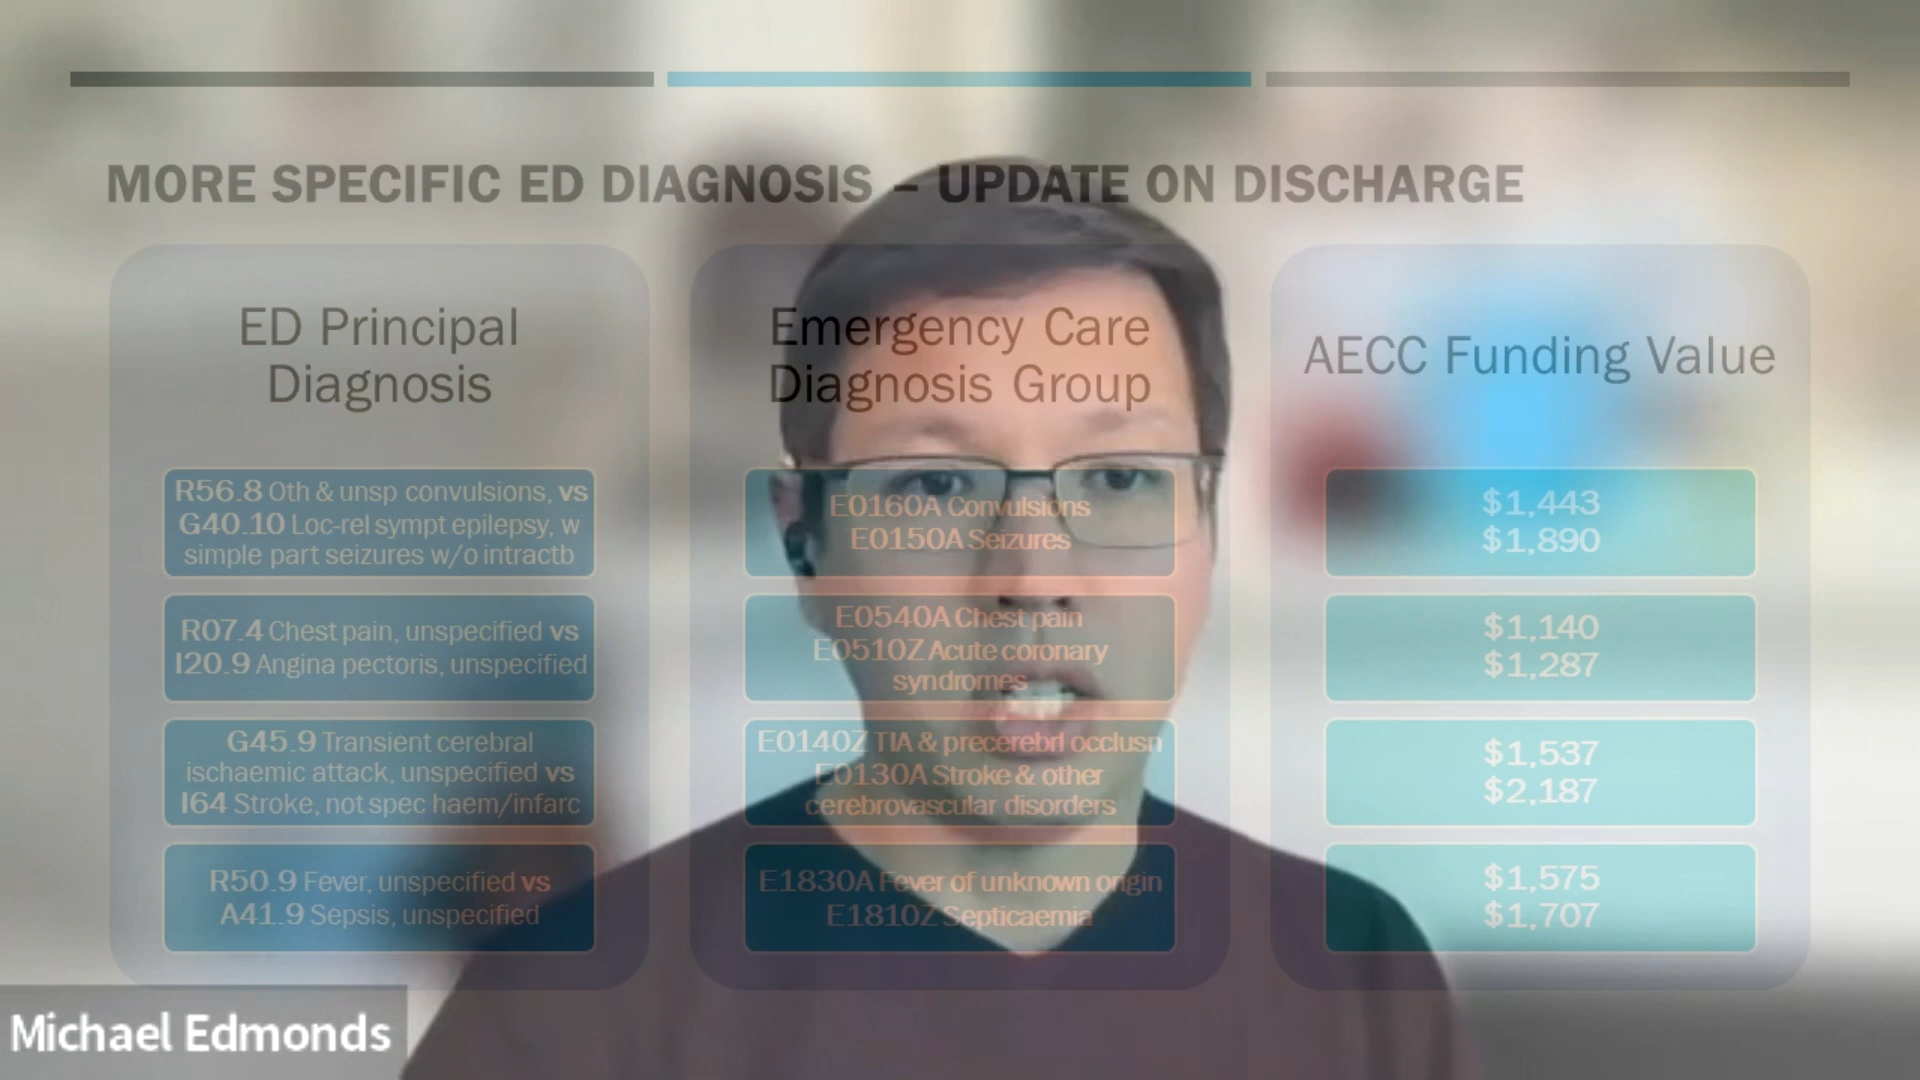 MORE SPECIFIC ED DIAGNOSIS – UPDATE ON DISCHARGE
ED Principal
Diagnosis
R56.8 Oth & unsp convulsions, vs
G40.10 Loc-rel sympt epilepsy, w
simple part seizures w/o intractb
R07.4 Chest pain, unspecified vs
I20.9 Angina pectoris, unspecified
G45.9 Transient cerebral
ischaemic attack, unspecified vs
I64 Stroke, not spec haem/infarc
R50.9 Fever, unspecified vs
A41.9 Sepsis, unspecified
Emergency Care
Diagnosis Group
E0160A Convulsions
E0150A Seizures
E0540A Chest pain
E0510Z Acute coronary
syndromes
E0140Z TIA & precerebrl occlusn
E0130A Stroke & other
cerebrovascular disorders
E1830A Fever of unknown origin
E1810Z Septicaemia
AECC Funding Value
$1,443
$1,890
$1,140
$1,287
$1,537
$2,187
$1,575
$1,707
Michael Edmonds